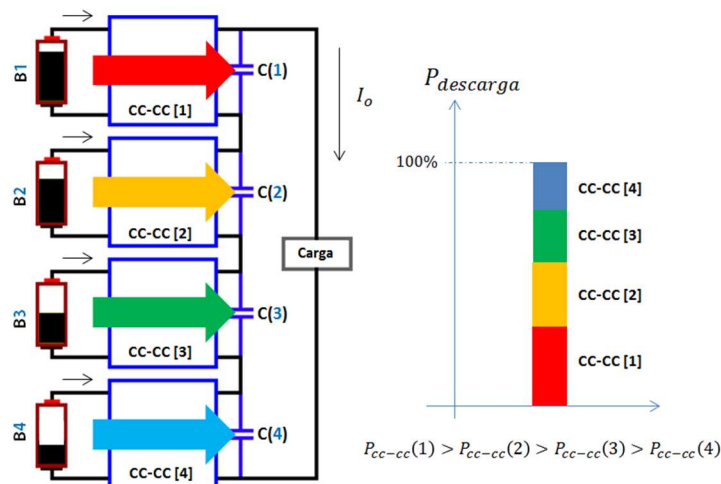 B1
CC-CC [1]
C(1)
B2
CC-CC [2]
C(2)
B3
CC-CC [3]
C(3)
B4
CC-CC [4]
C(4)
I_o
Carga
P_descarga
100%
CC-CC [4]
CC-CC [3]
CC-CC [2]
CC-CC [1]
P_cc−cc(1) > P_cc−cc(2) > P_cc−cc(3) > P_cc−cc(4)